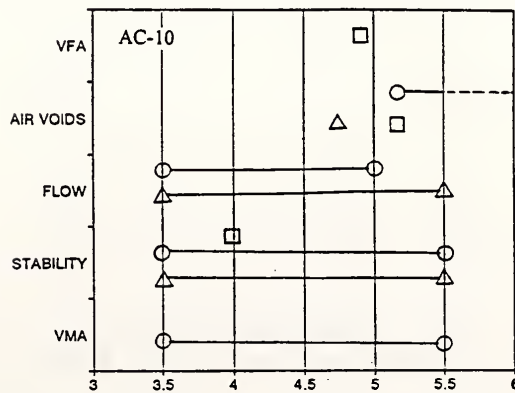 AC-10
VFA
AIR VOIDS
FLOW
STABILITY
VMA
3 3.5 4 4.5 5 5.5 6